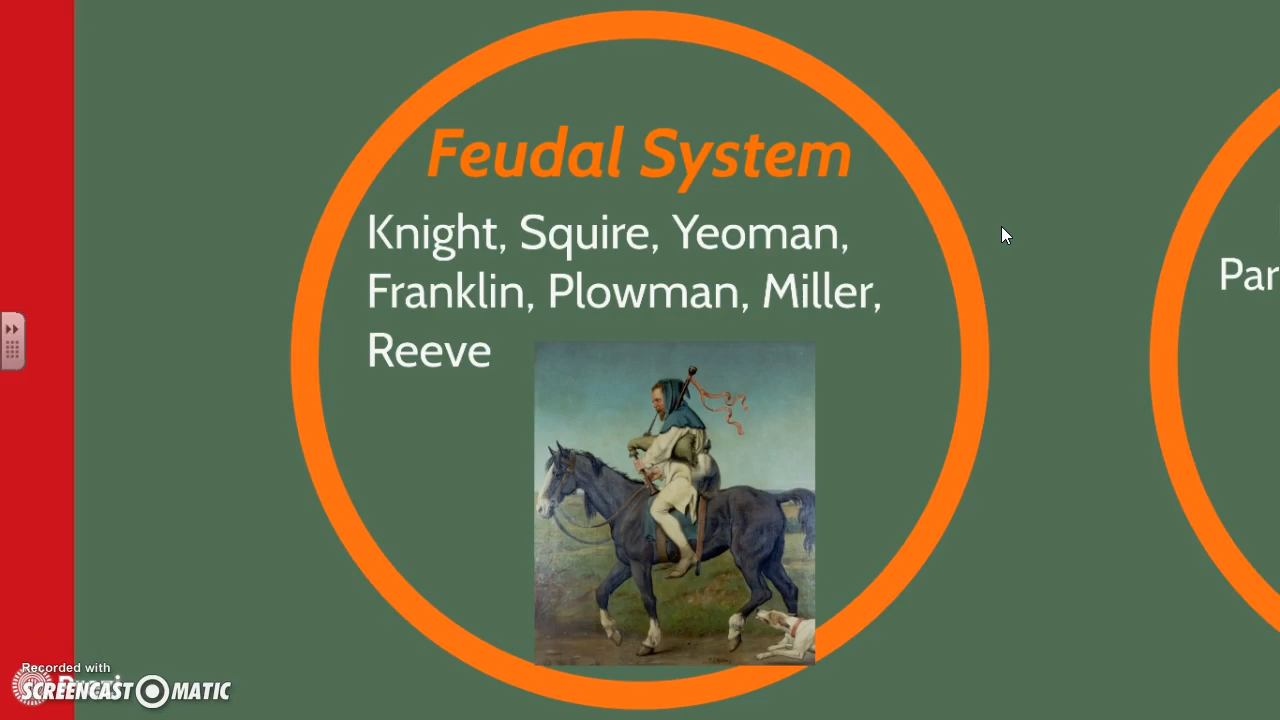 Feudal System
Knight, Squire, Yeoman,
Franklin, Plowman, Miller,
Reeve
Par
Recorded with
SCREENCAST MATIC